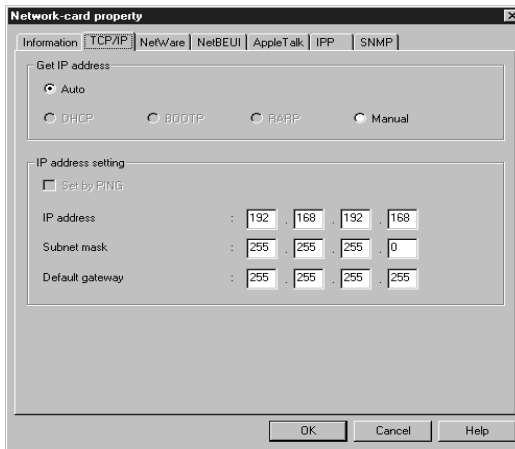 Network-card property
Information TCP/IP NetWare NetBEUI AppleTalk IPP SNMP
Get IP address
Auto
DHCP BOOTP RARP Manual
IP address setting
Set by PING
IP address : 192 . 168 . 192 . 168
Subnet mask : 255 . 255 . 255 . 0
Default gateway : 255 . 255 . 255 . 255
OK Cancel Help